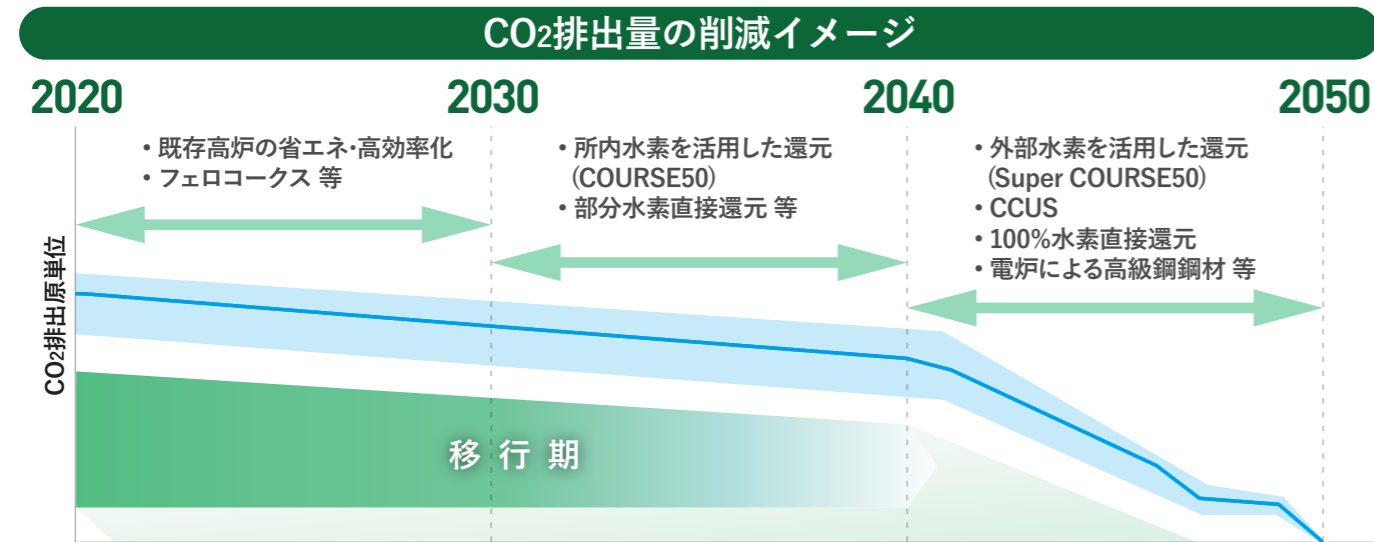 CO2排出量の削減イメージ
2020
2030
2040
2050
・既存高炉の省エネ・高効率化
・フェロコークス 等
・所内水素を活用した還元
(COURSE50)
・部分水素直接還元 等
・外部水素を活用した還元
(Super COURSE50)
・CCUS
・100%水素直接還元
・電炉による高級鋼鋼材 等
CO2排出原単位
移行期